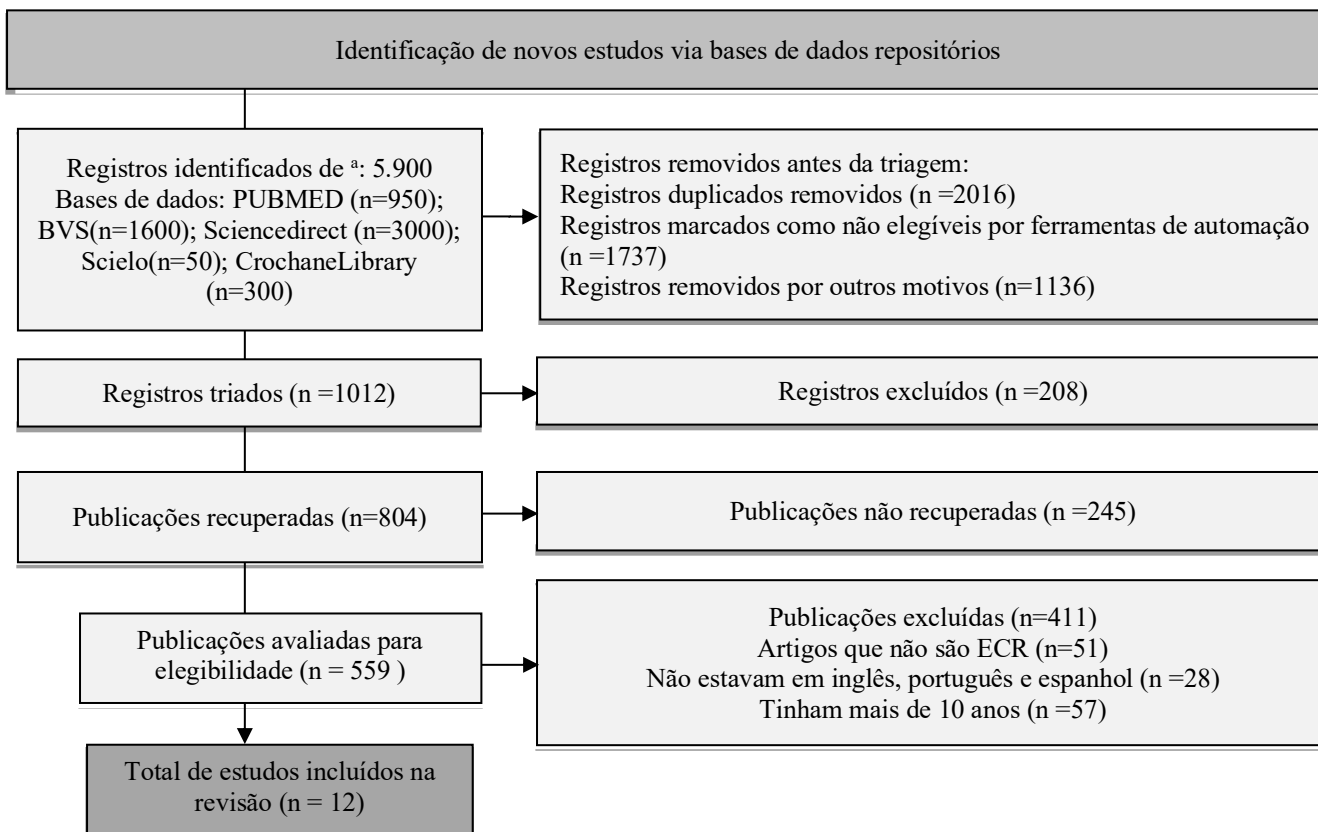 Identificação de novos estudos via bases de dados repositórios
Registros identificados de ª: 5.900
Bases de dados: PUBMED (n=950);
BVS(n=1600); Sciencedirect (n=3000);
Scielo(n=50); CrochaneLibrary
(n=300)
Registros removidos antes da triagem:
Registros duplicados removidos (n =2016)
Registros marcados como não elegíveis por ferramentas de automação
(n =1737)
Registros removidos por outros motivos (n=1136)
Registros triados (n =1012)
Registros excluídos (n =208)
Publicações recuperadas (n=804)
Publicações não recuperadas (n =245)
Publicações avaliadas para
elegibilidade (n = 559 )
Publicações excluídas (n=411)
Artigos que não são ECR (n=51)
Não estavam em inglês, português e espanhol (n =28)
Tinham mais de 10 anos (n =57)
Total de estudos incluídos na
revisão (n = 12)